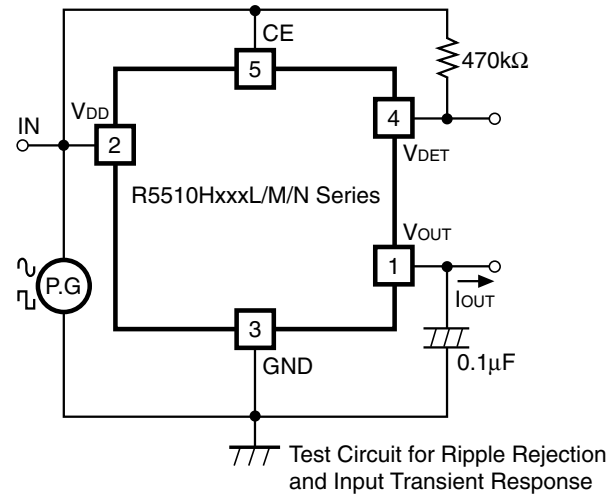 CE
5
470kΩ
VDD
IN
2
4
VDET
R5510HxxxL/M/N Series
VOUT
1
P.G
IOUT
3
GND
0.1μF
Test Circuit for Ripple Rejection
and Input Transient Response